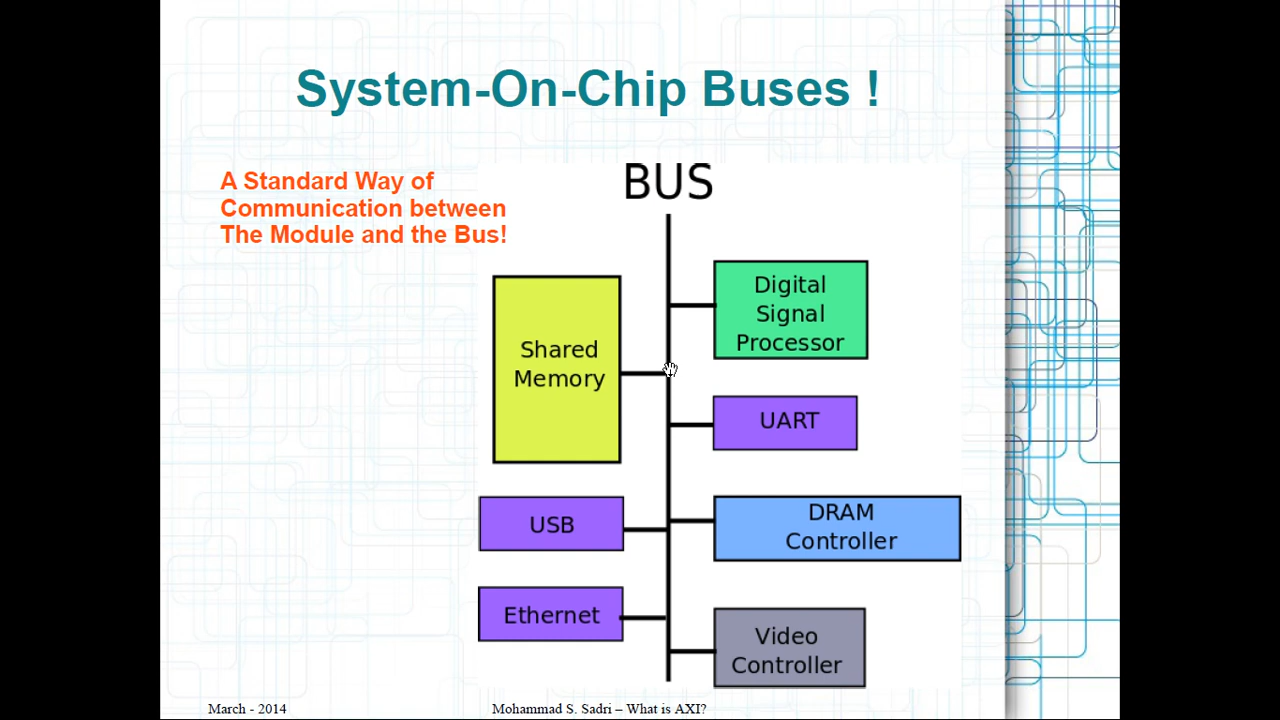 System-On-Chip Buses !
A Standard Way of
Communication between
The Module and the Bus!
BUS
Digital
Signal
Processor
Shared
Memory
UART
USB
DRAM
Controller
Ethernet
Video
Controller
March - 2014
Mohammad S. Sadri – What is AXI?